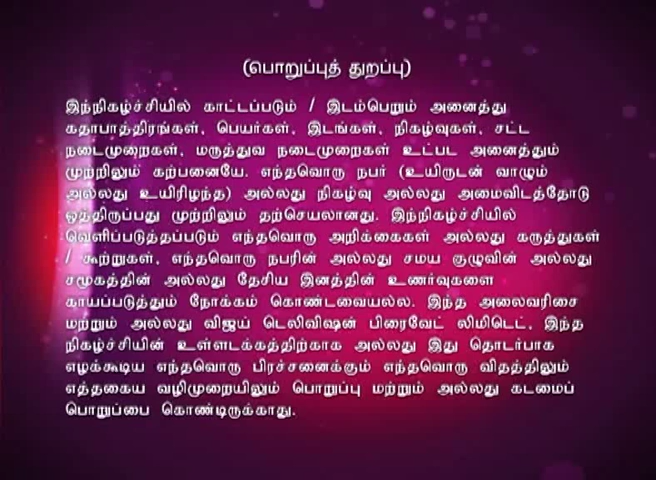 (பொறுப்புத் துறப்பு)
இந்நிகழ்ச்சியில் காட்டப்படும் / இடம்பெறும் அனைத்து
கதாபாத்திரங்கள், பெயர்கள், இடங்கள், நிகழ்வுகள், சட்ட
நடைமுறைகள், மருத்துவ நடைமுறைகள் உட்பட அனைத்தும்
முற்றிலும் கற்பனையே. எந்தவொரு நபர் (உயிருடன் வாழும்
அல்லது உயிரிழந்த) அல்லது நிகழ்வு அல்லது அமைவிடத்தோடு
ஒத்திருப்பது முற்றிலும் தற்செயலானது. இந்நிகழ்ச்சியில்
வெளிப்படுத்தப்படும் எந்தவொரு அறிக்கைகள் அல்லது கருத்துகள்
/ கூற்றுகள், எந்தவொரு நபரின் அல்லது சமய குழுவின் அல்லது
சமூகத்தின் அல்லது தேசிய இனத்தின் உணர்வுகளை
காயப்படுத்தும் நோக்கம் கொண்டவையல்ல. இந்த அலைவரிசை
மற்றும் அல்லது விஜய் டெலிவிஷன் பிரைவேட் லிமிடெட், இந்த
நிகழ்ச்சியின் உள்ளடக்கத்திற்காக அல்லது இது தொடர்பாக
எழக்கூடிய எந்தவொரு பிரச்சனைக்கும் எந்தவொரு விதத்திலும்
எத்தகைய வழிமுறையிலும் பொறுப்பு மற்றும் அல்லது கடமைப்
பொறுப்பை கொண்டிருக்காது.